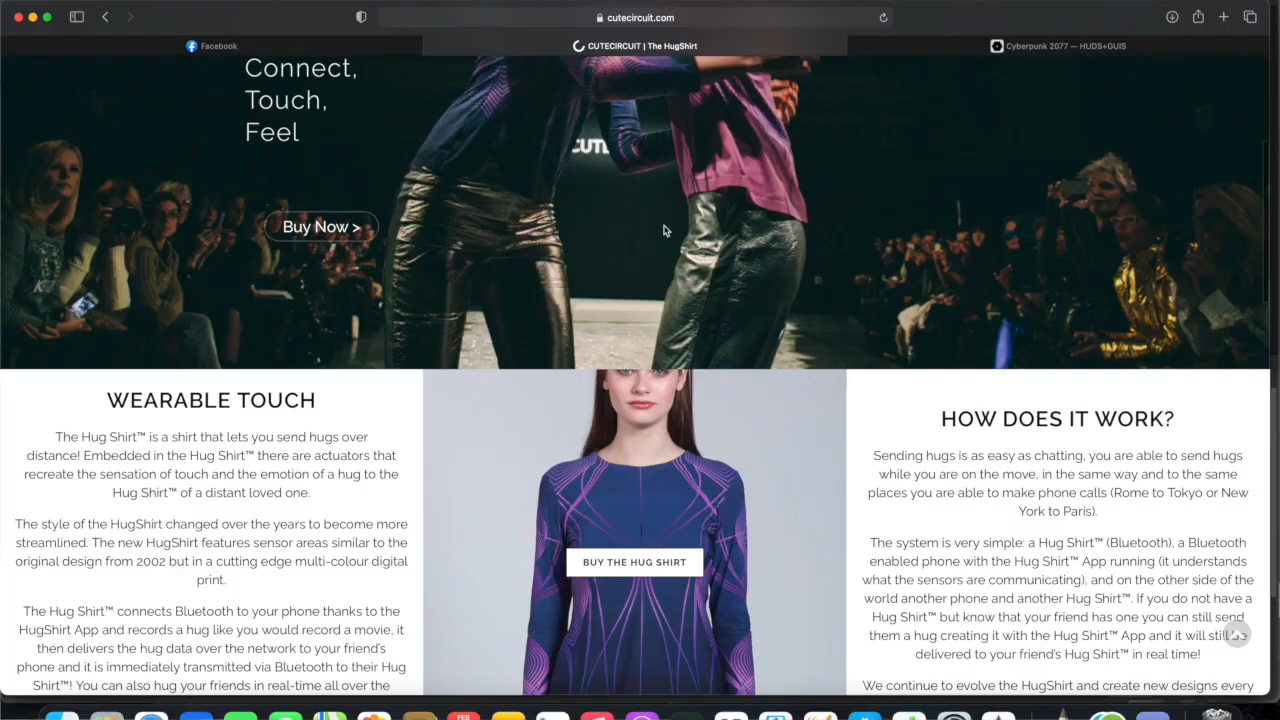 cutecircuit.com
Facebook
CUTECIRCUIT | The HugShirt
Cyberpunk 2077 — HUDS+GUIS
Connect,
Touch,
Feel
CUTE
Buy Now >
WEARABLE TOUCH
The Hug Shirt™ is a shirt that lets you send hugs over
distance! Embedded in the Hug Shirt™ there are actuators that
recreate the sensation of touch and the emotion of a hug to the
Hug Shirt™ of a distant loved one.
The style of the HugShirt changed over the years to become more
streamlined. The new HugShirt features sensor areas similar to the
original design from 2002 but in a cutting edge multi-colour digital
print.
The Hug Shirt™ connects Bluetooth to your phone thanks to the
HugShirt App and records a hug like you would record a movie, it
then delivers the hug data over the network to your friend's
phone and it is immediately transmitted via Bluetooth to their Hug
Shirt™! You can also hug your friends in real-time all over the
BUY THE HUG SHIRT
HOW DOES IT WORK?
Sending hugs is as easy as chatting, you are able to send hugs
while you are on the move, in the same way and to the same
places you are able to make phone calls (Rome to Tokyo or New
York to Paris).
The system is very simple: a Hug Shirt™ (Bluetooth), a Bluetooth
enabled phone with the Hug Shirt™ App running (it understands
what the sensors are communicating), and on the other side of the
world another phone and another Hug Shirt™. If you do not have a
Hug Shirt™ but know that your friend has one you can still send
them a hug creating it with the Hug Shirt™ App and it will still be
delivered to your friend's Hug Shirt™ in real time!
We continue to evolve the HugShirt and create new designs every
FEB